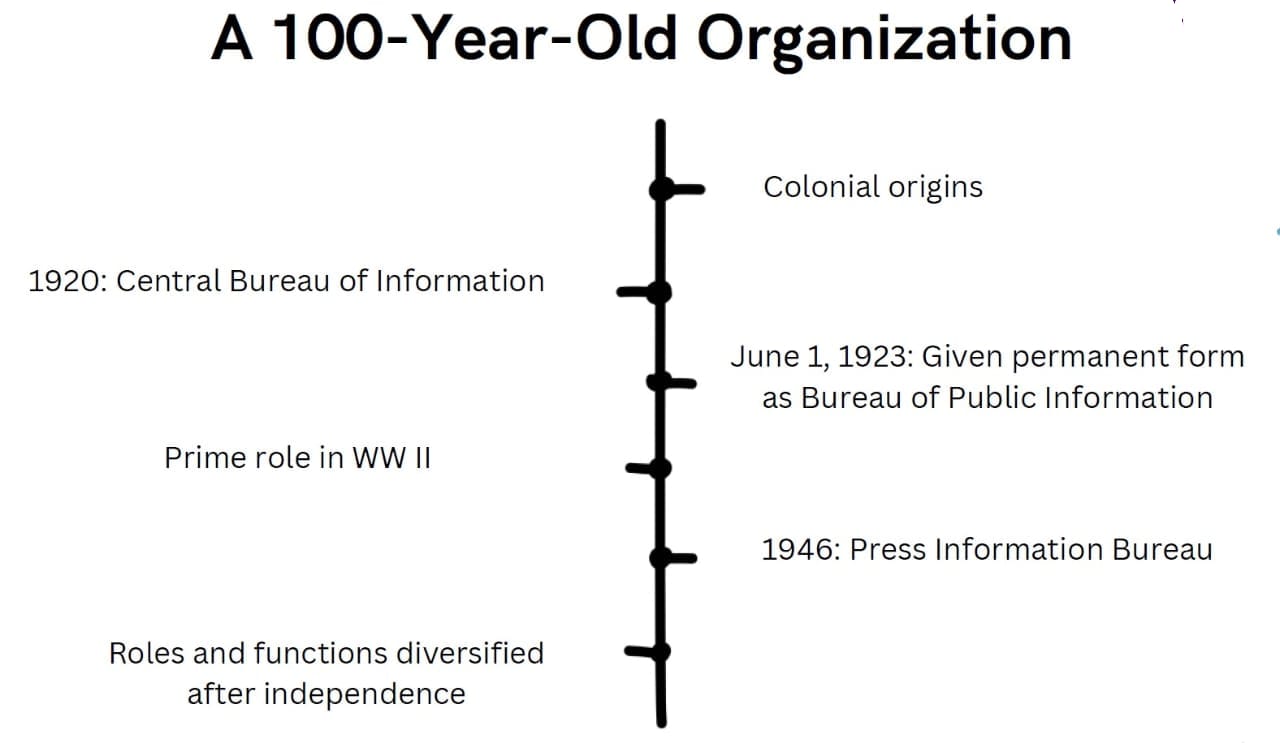 A 100-Year-Old Organization
Colonial origins
1920: Central Bureau of Information
June 1, 1923: Given permanent form
as Bureau of Public Information
Prime role in WW II
1946: Press Information Bureau
Roles and functions diversified
after independence